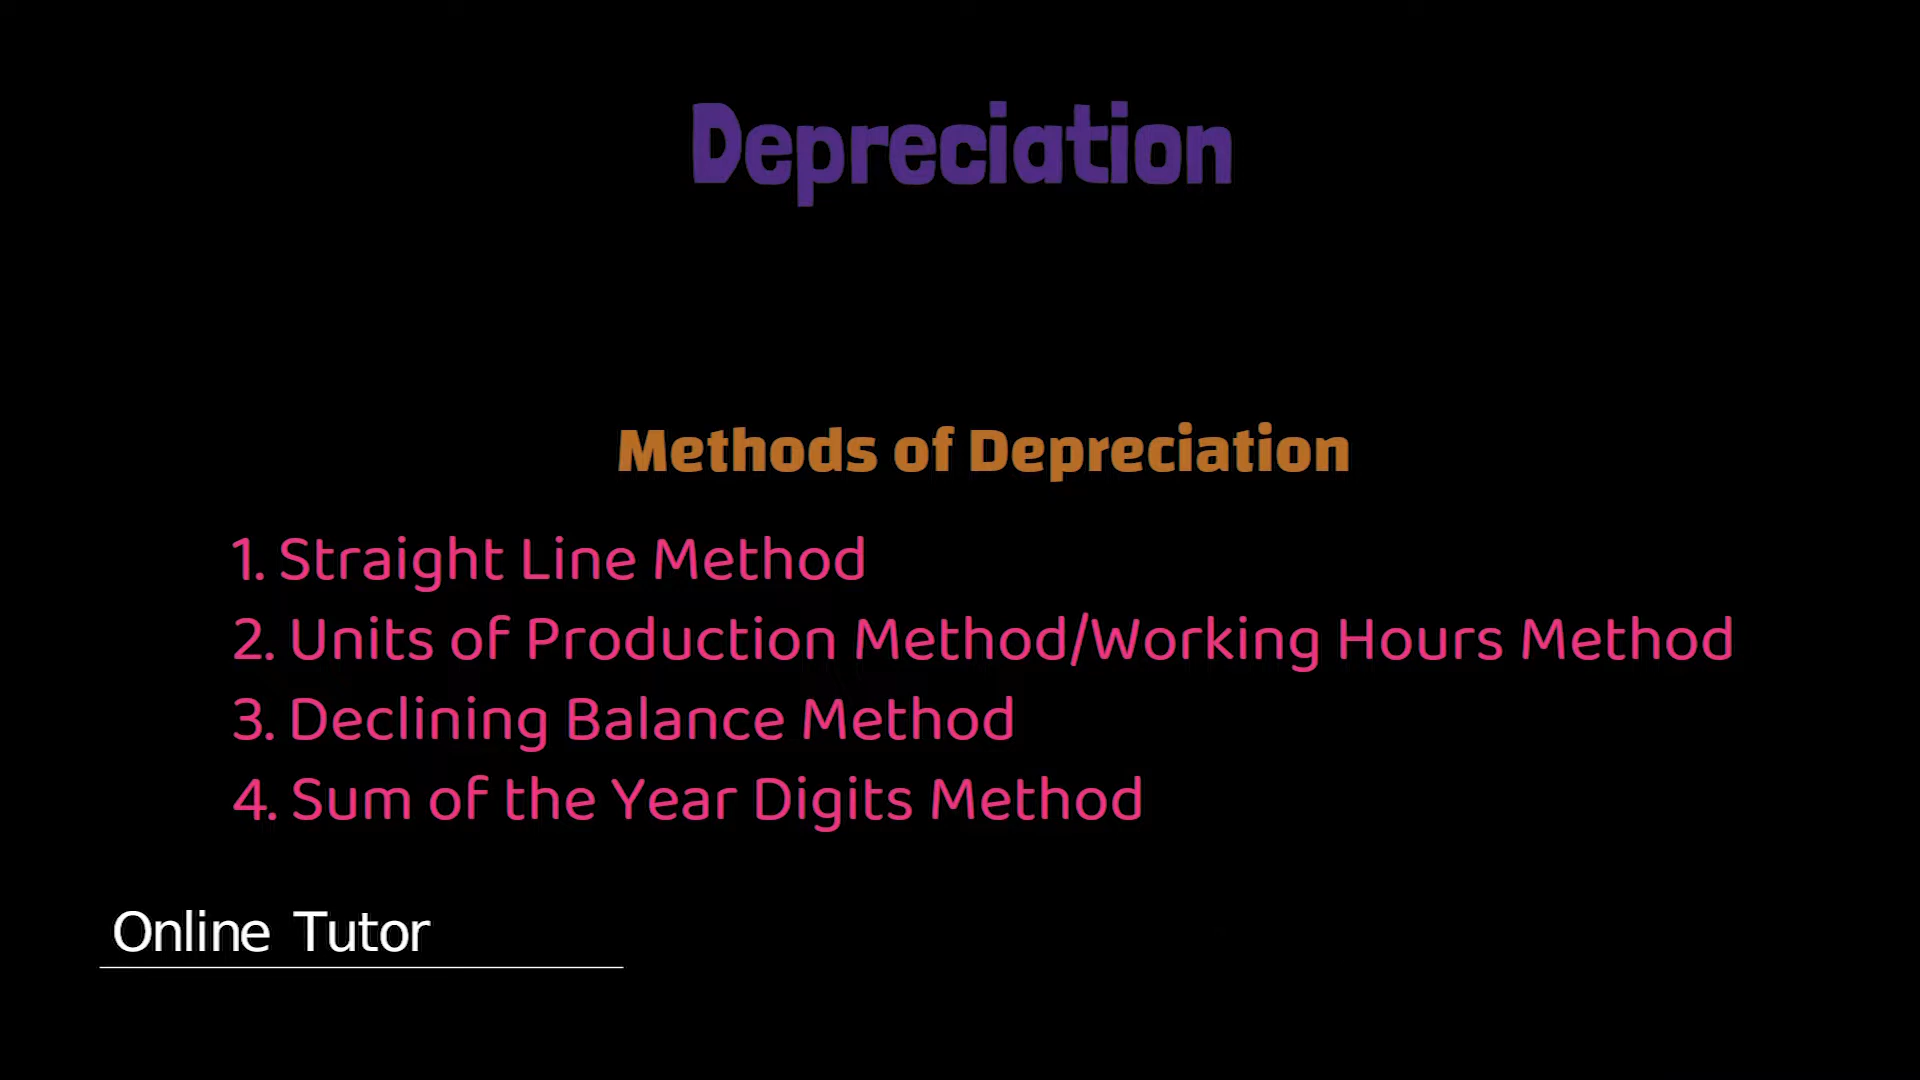 Depreciation
Methods of Depreciation
1. Straight Line Method
2. Units of Production Method/Working Hours Method
3. Declining Balance Method
4. Sum of the Year Digits Method
Online Tutor